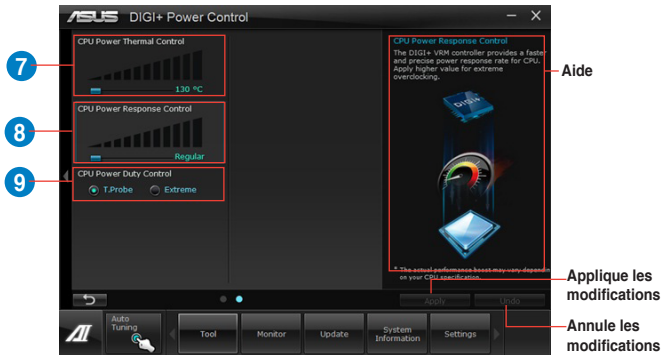 ASUS DIGI+ Power Control
7
CPU Power Thermal Control
130 °C
8
CPU Power Response Control
Regular
9
CPU Power Duty Control
T.Probe Extreme
CPU Power Response Control
The DIGI+ VRM controller provides a faster
and precise power response rate for CPU.
Apply higher value for extreme
overclocking.
DIGI+
* The actual performance boost may vary depending
on your CPU specification.
Aide
Apply Undo
Applique les
modifications
Annule les
modifications
Auto
Tuning
Tool
Monitor
Update
System
Information
Settings